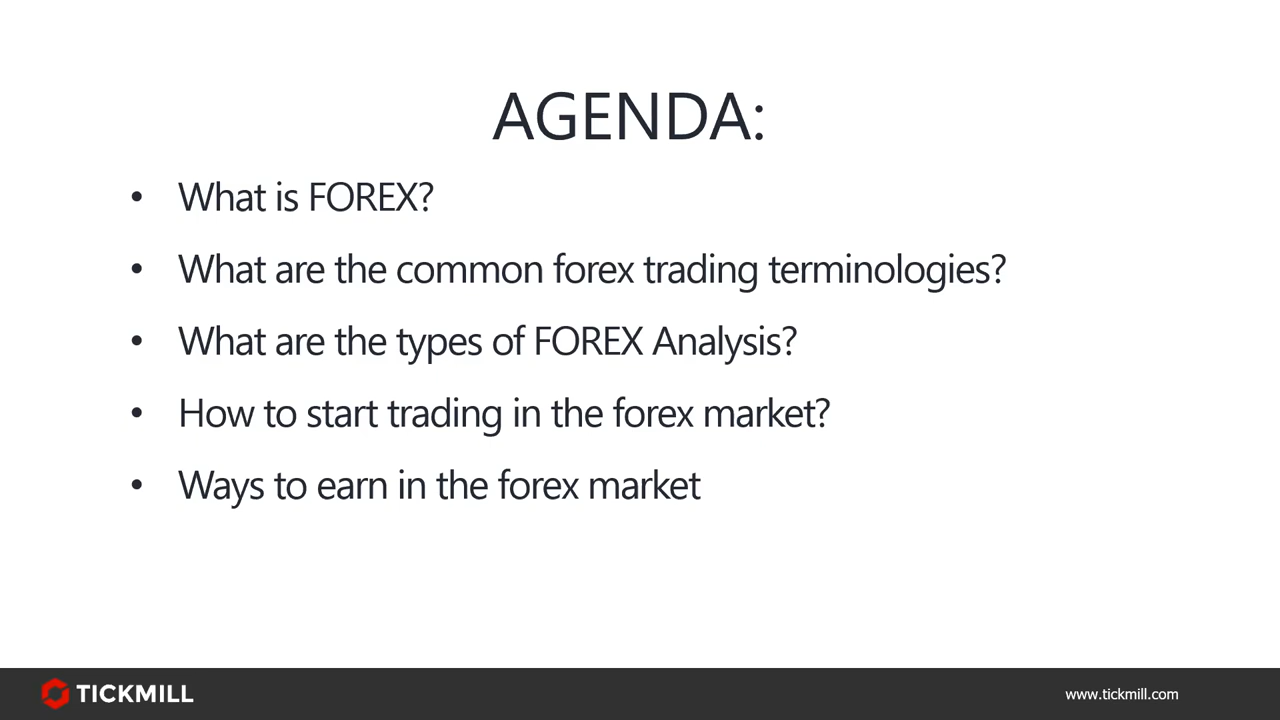 AGENDA:
• What is FOREX?
• What are the common forex trading terminologies?
• What are the types of FOREX Analysis?
• How to start trading in the forex market?
• Ways to earn in the forex market
TICKMILL
www.tickmill.com